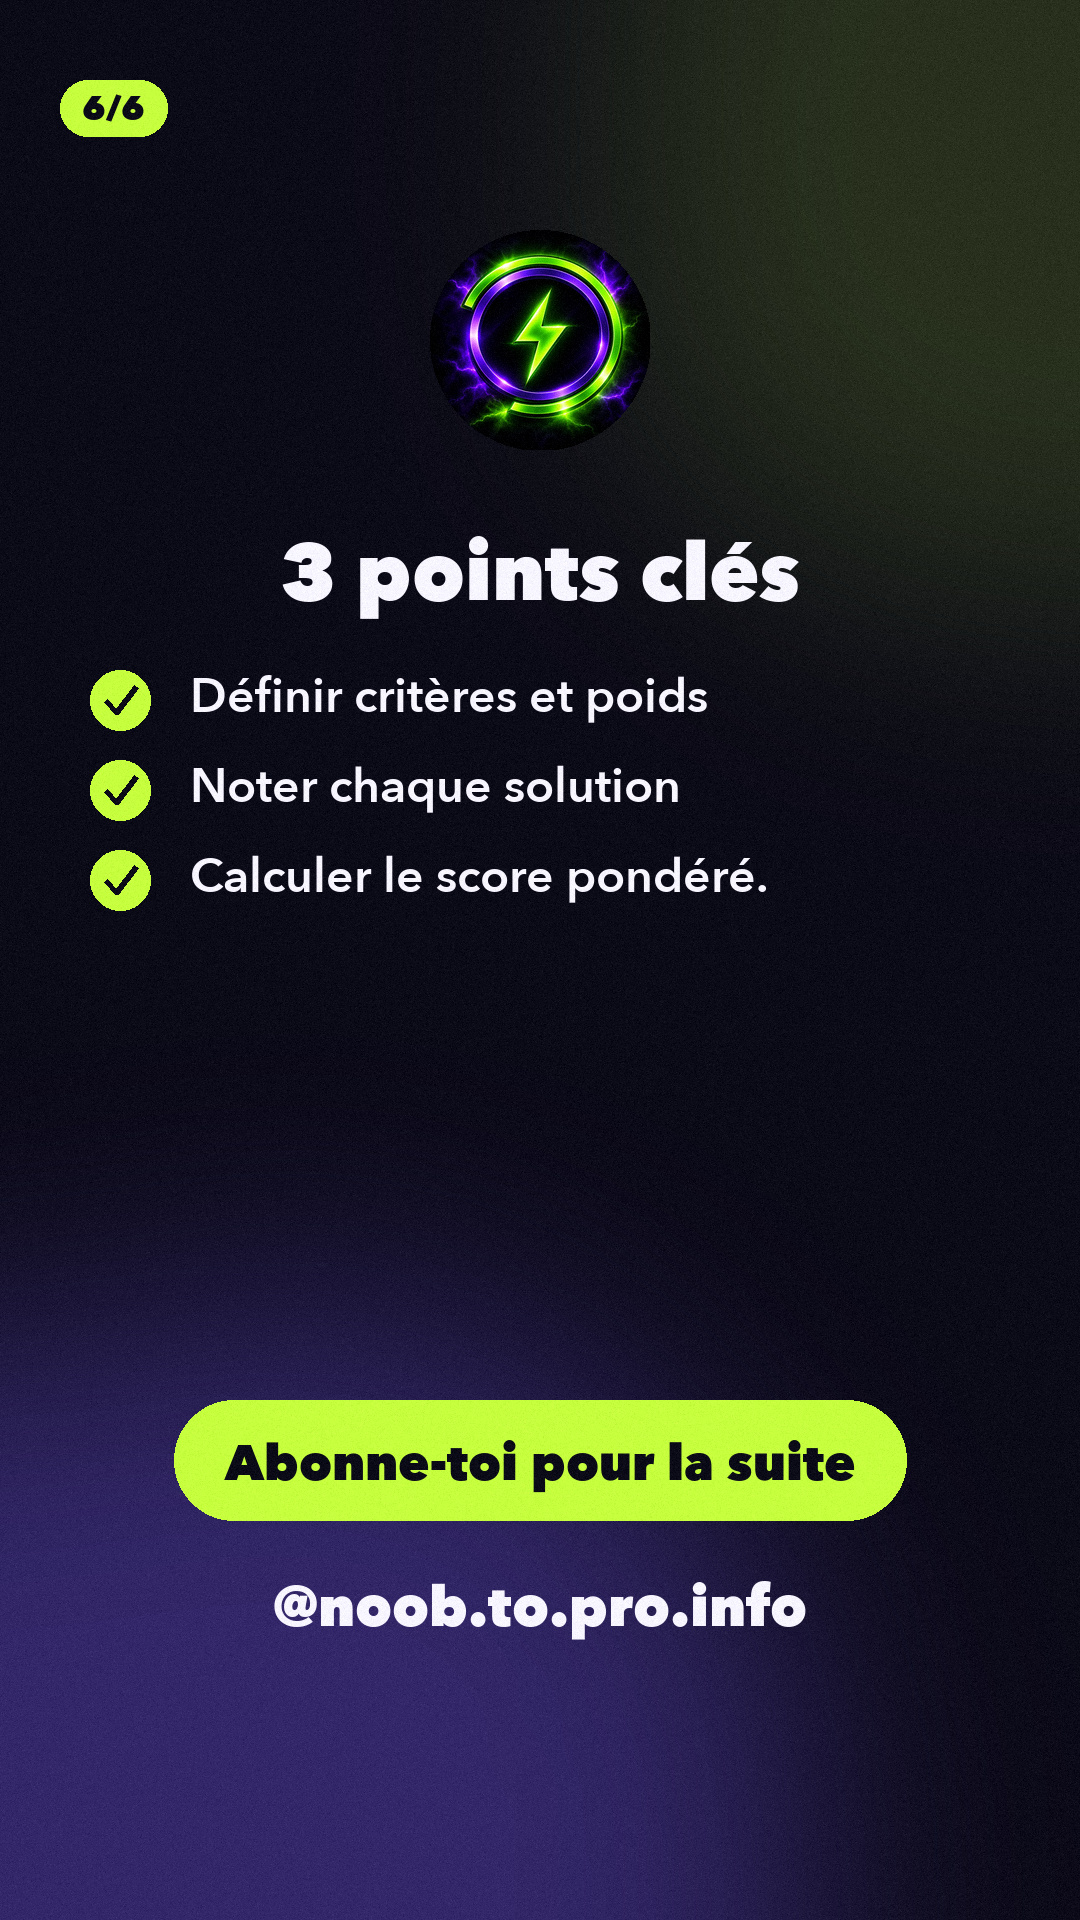 6/6
3 points clés
Définir critères et poids
Noter chaque solution
Calculer le score pondéré.
Abonne-toi pour la suite
@noob.to.pro.info